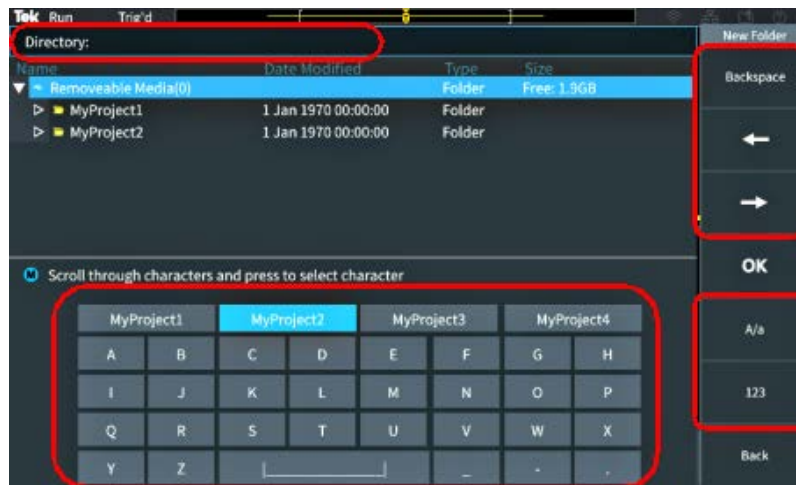 Tek Run Trig'd
New Folder
Directory:
Name Date Modified Type Size
Backspace
Removeable Media(0) Folder Free: 1.9GB
MyProject1 1 Jan 1970 00:00:00 Folder
MyProject2 1 Jan 1970 00:00:00 Folder
OK
M Scroll through characters and press to select character
MyProject1 MyProject2 MyProject3 MyProject4
A/a
A B C D E F G H
I J K L M N O P
123
Q R S T U V W X
Y Z _ - .
Back